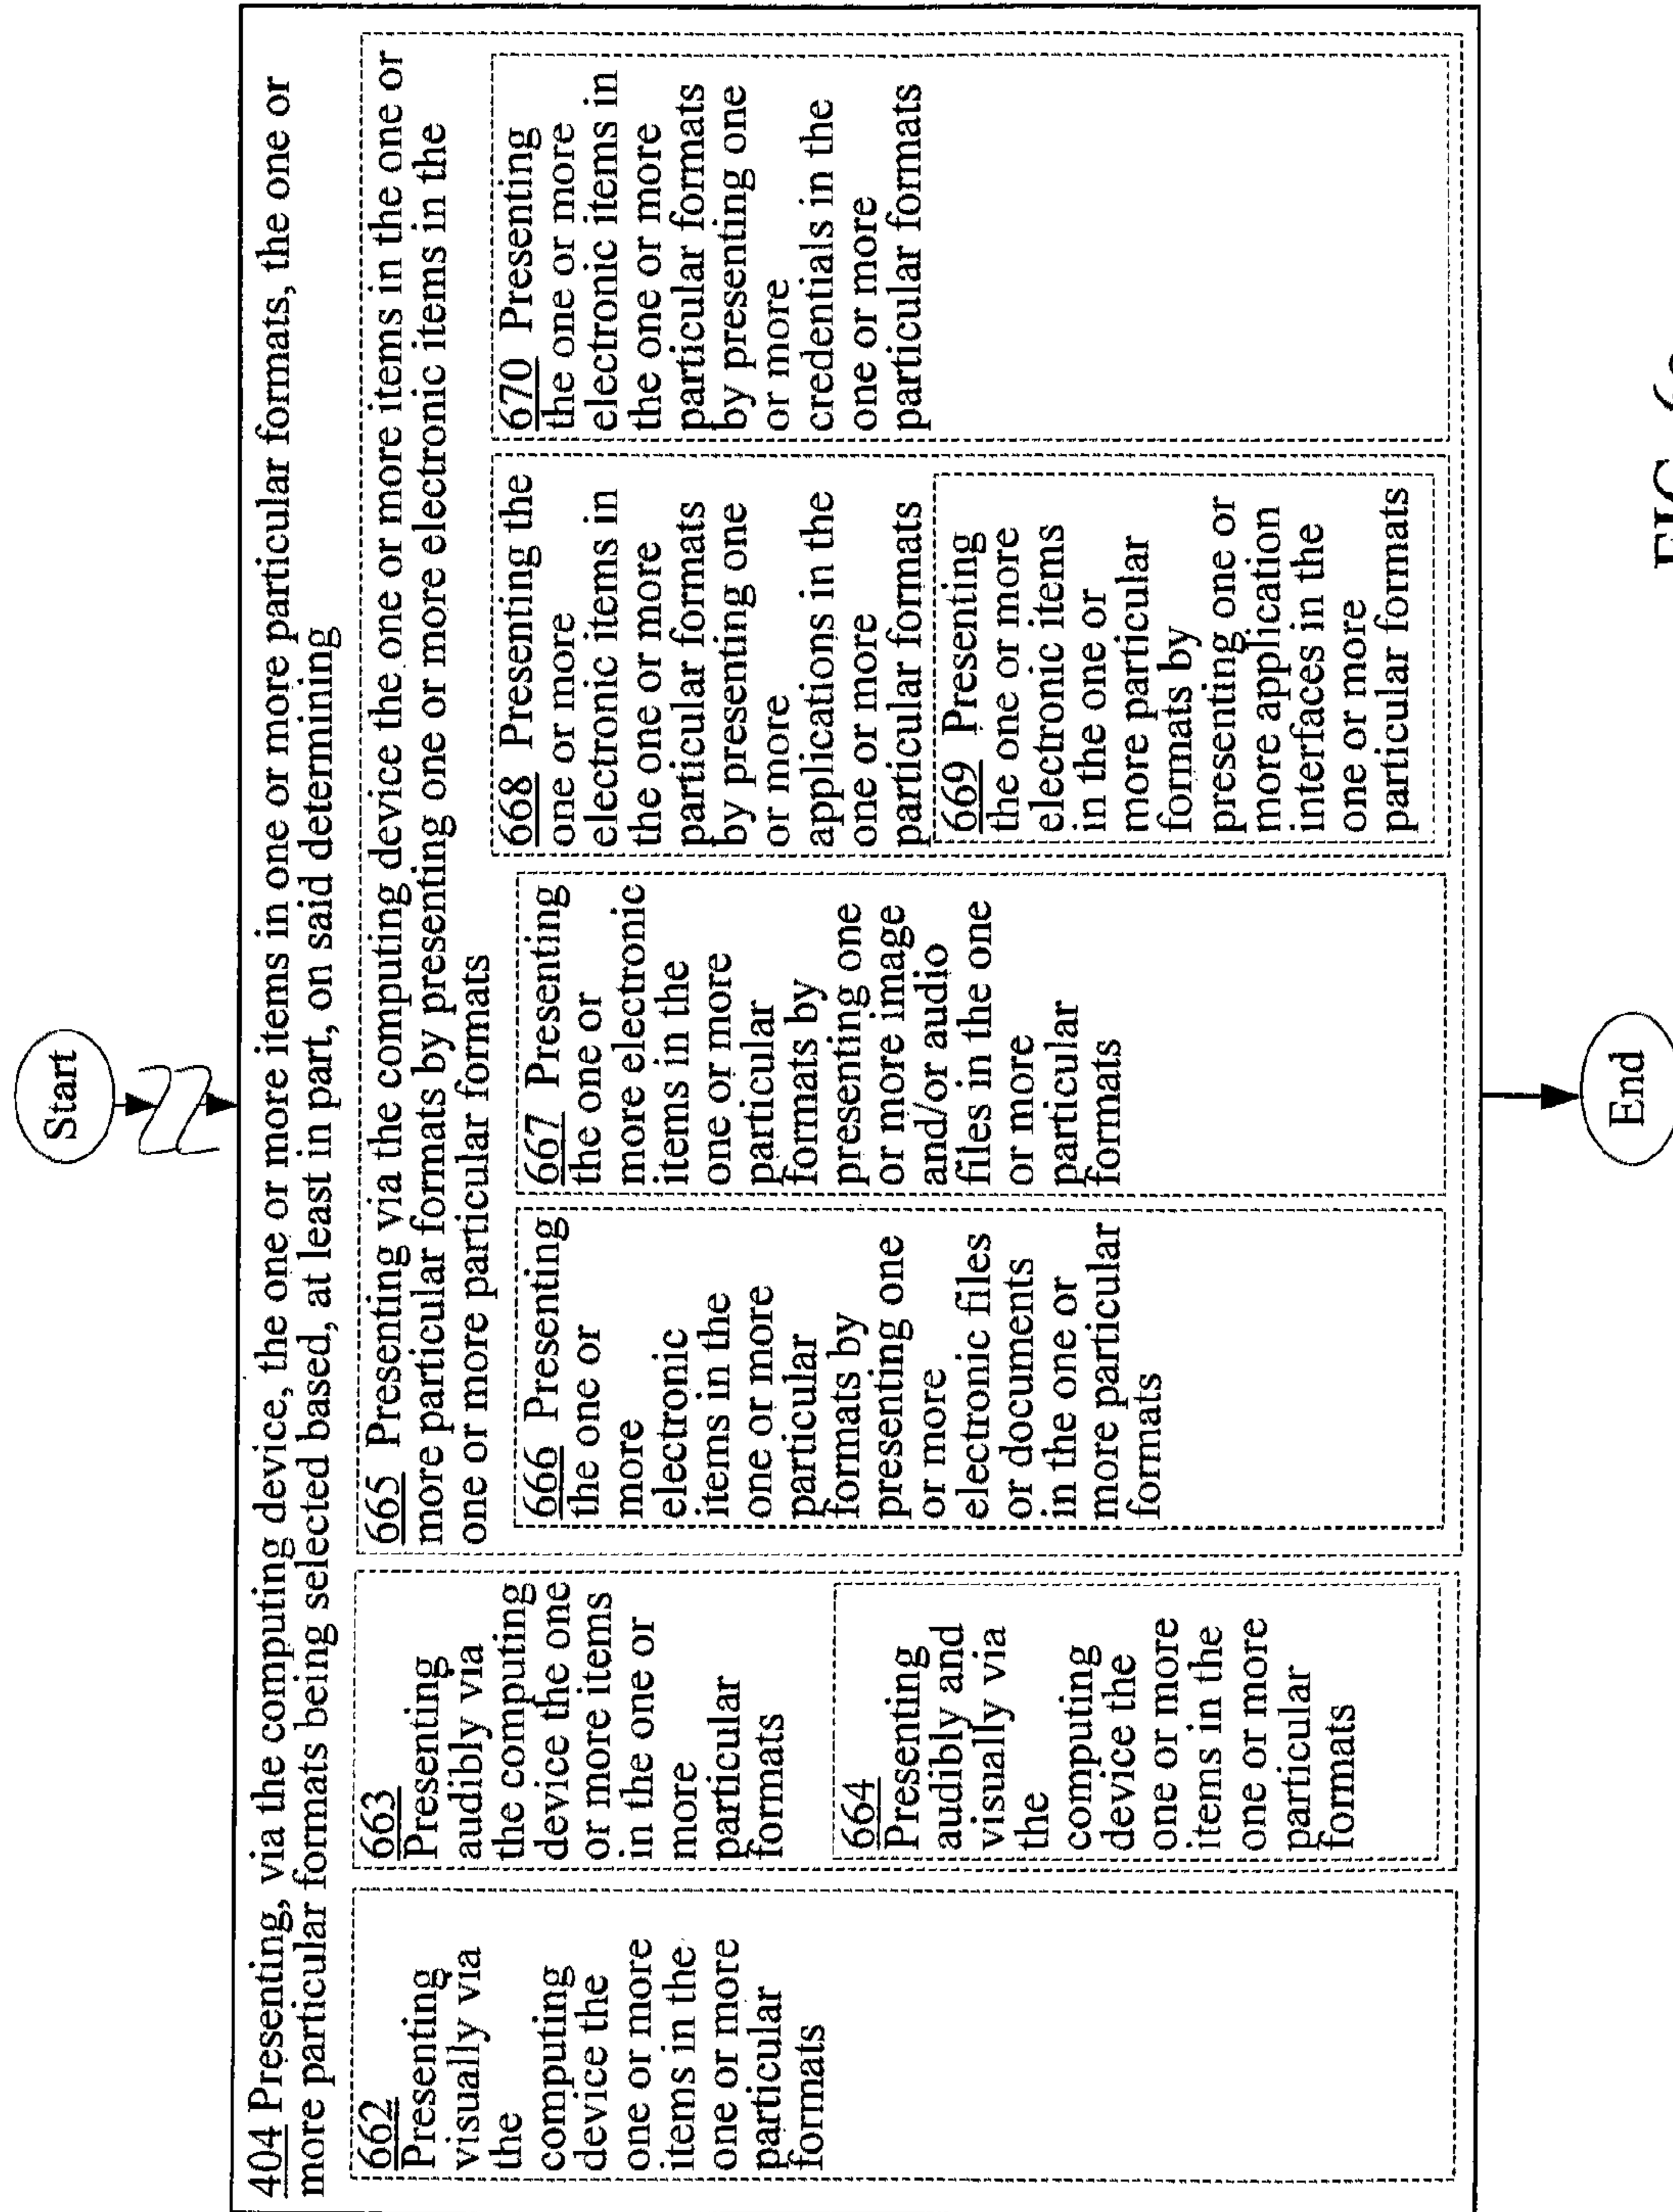 Start
404 Presenting, via the computing device, the one or more items in one or more particular formats, the one or
more particular formats being selected based, at least in part, on said determining
662
Presenting
visually via
the
computing
device the
one or more
items in the
one or more
particular
formats
663
Presenting
audibly via
the computing
device the one
or more items
in the one or
more
particular
formats
664
Presenting
audibly and
visually via
the
computing
device the
one or more
items in the
one or more
particular
formats
665 Presenting via the computing device the one or more items in the one or
more particular formats by presenting one or more electronic items in the
one or more particular formats
666 Presenting
the one or
more
electronic
items in the
one or more
particular
formats by
presenting one
or more
electronic files
or documents
in the one or
more particular
formats
667 Presenting
the one or
more electronic
items in the
one or more
particular
formats by
presenting one
or more image
and/or audio
files in the one
or more
particular
formats
668 Presenting the
one or more
electronic items in
the one or more
particular formats
by presenting one
or more
applications in the
one or more
particular formats
669 Presenting
the one or more
electronic items
in the one or
more particular
formats by
presenting one or
more application
interfaces in the
one or more
particular formats
670 Presenting
the one or more
electronic items in
the one or more
particular formats
by presenting one
or more
credentials in the
one or more
particular formats
End